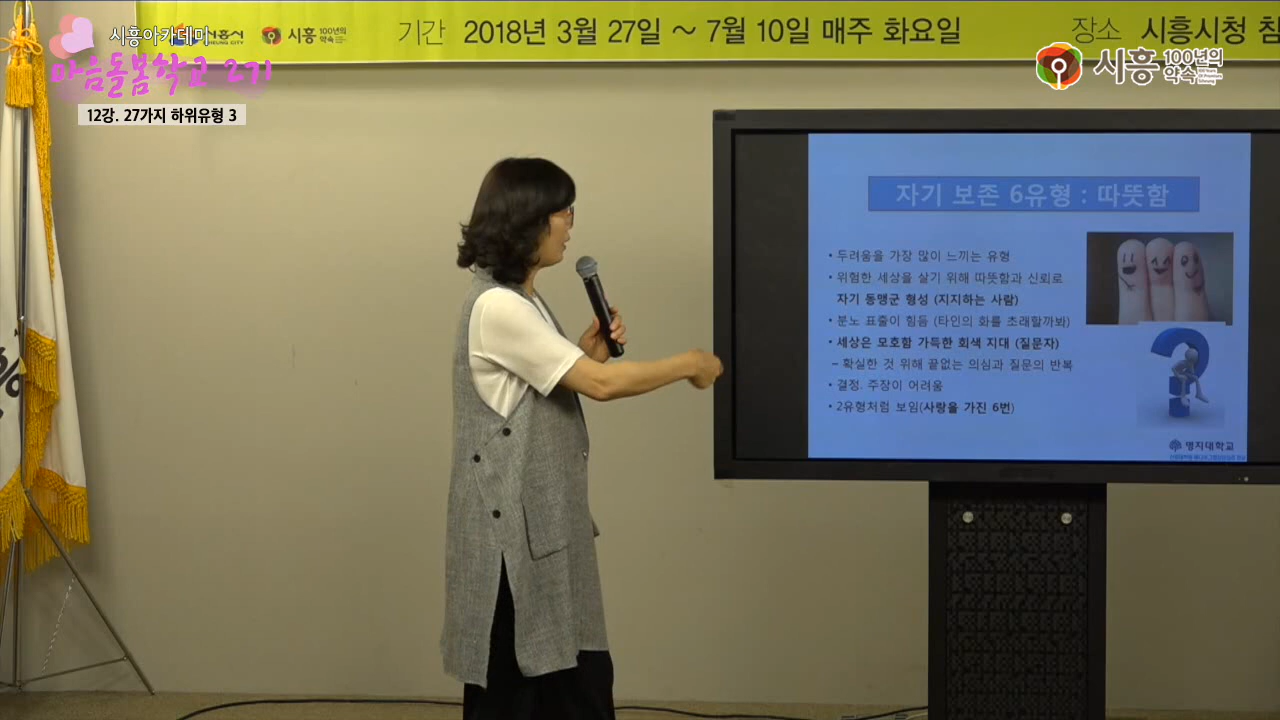 기간 2018년 3월 27일 ~ 7월 10일 매주 화요일
장소 시흥시청 참
시흥 100년의 약속
시흥아카데미
마음돌봄학교 2기
12강. 27가지 하위유형 3
시흥 100년의 약속
자기 보존 6유형 : 따뜻함
• 두려움을 가장 많이 느끼는 유형
• 위험한 세상을 살기 위해 따뜻함과 신뢰로
자기 동맹군 형성 (지지하는 사람)
• 분노 표출이 힘듬 (타인의 화를 초래할까봐)
• 세상은 모호함 가득한 회색 지대 (질문자)
– 확실한 것 위해 끝없는 의심과 질문의 반복
• 결정. 주장이 어려움
• 2유형처럼 보임(사랑을 가진 6번)
명지대학교